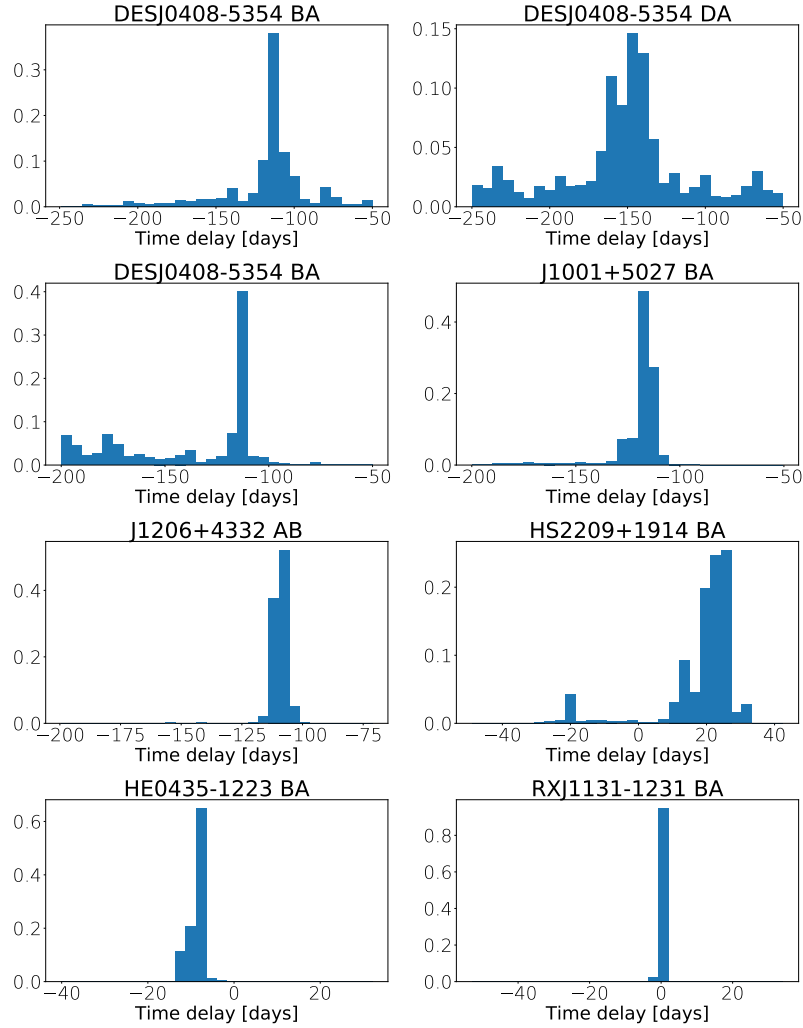 DESJ0408-5354 BA
0.3
0.2
0.1
0.0
−250 −200 −150 −100 −50
Time delay [days]
DESJ0408-5354 DA
0.15
0.10
0.05
0.00
−250 −200 −150 −100 −50
Time delay [days]
DESJ0408-5354 BA
0.4
0.3
0.2
0.1
0.0
−200 −150 −100 −50
Time delay [days]
J1001+5027 BA
0.4
0.2
0.0
−200 −150 −100 −50
Time delay [days]
J1206+4332 AB
0.4
0.2
0.0
−200 −175 −150 −125 −100 −75
Time delay [days]
HS2209+1914 BA
0.2
0.1
0.0
−40 −20 0 20 40
Time delay [days]
HE0435-1223 BA
0.6
0.4
0.2
0.0
−40 −20 0 20
Time delay [days]
RXJ1131-1231 BA
0.8
0.6
0.4
0.2
0.0
−40 −20 0 20
Time delay [days]